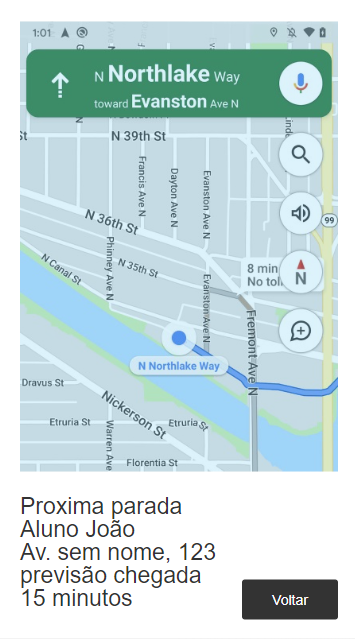 1:01
N Northlake Way
toward Evanston Ave N
N 39th St
Francis Ave N
Dayton Ave N
Evanston Ave N
N 36th St
99
Phinney Ave N
N 35th St
N Canal St
8 min
No tol
N
Evanston Ave N
Fremont Ave N
N Northlake Way
Dravus St
Nickerson St
Etruria St
Etruria St
Warren Ave
Florentia St
Proxima parada
Aluno João
Av. sem nome, 123
previsão chegada
15 minutos
Voltar